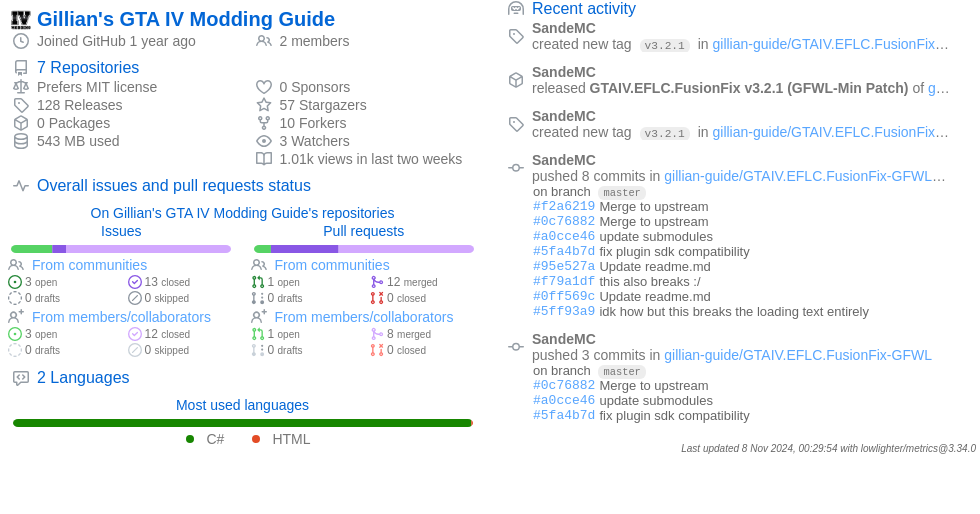 Gillian's GTA IV Modding Guide
Joined GitHub 1 year ago
2 members
7 Repositories
Prefers MIT license
128 Releases
0 Packages
543 MB used
0 Sponsors
57 Stargazers
10 Forkers
3 Watchers
1.01k views in last two weeks
Overall issues and pull requests status
On Gillian's GTA IV Modding Guide's repositories
Issues
From communities
3 open
13 closed
0 drafts
0 skipped
From members/collaborators
3 open
12 closed
0 drafts
0 skipped
Pull requests
From communities
1 open
12 merged
0 drafts
0 closed
From members/collaborators
1 open
8 merged
0 drafts
0 closed
2 Languages
Most used languages
C#
HTML
Recent activity
SandeMC
created new tag v3.2.1 in gillian-guide/GTAIV.EFLC.FusionFix…
SandeMC
released GTAIV.EFLC.FusionFix v3.2.1 (GFWL-Min Patch) of g…
SandeMC
created new tag v3.2.1 in gillian-guide/GTAIV.EFLC.FusionFix…
SandeMC
pushed 8 commits in gillian-guide/GTAIV.EFLC.FusionFix-GFWL…
on branch master
#f2a6219 Merge to upstream
#0c76882 Merge to upstream
#a0cce46 update submodules
#5fa4b7d fix plugin sdk compatibility
#95e527a Update readme.md
#f79a1df this also breaks :/
#0ff569c Update readme.md
#5ff93a9 idk how but this breaks the loading text entirely
SandeMC
pushed 3 commits in gillian-guide/GTAIV.EFLC.FusionFix-GFWL
on branch master
#0c76882 Merge to upstream
#a0cce46 update submodules
#5fa4b7d fix plugin sdk compatibility
Last updated 8 Nov 2024, 00:29:54 with lowlighter/metrics@3.34.0